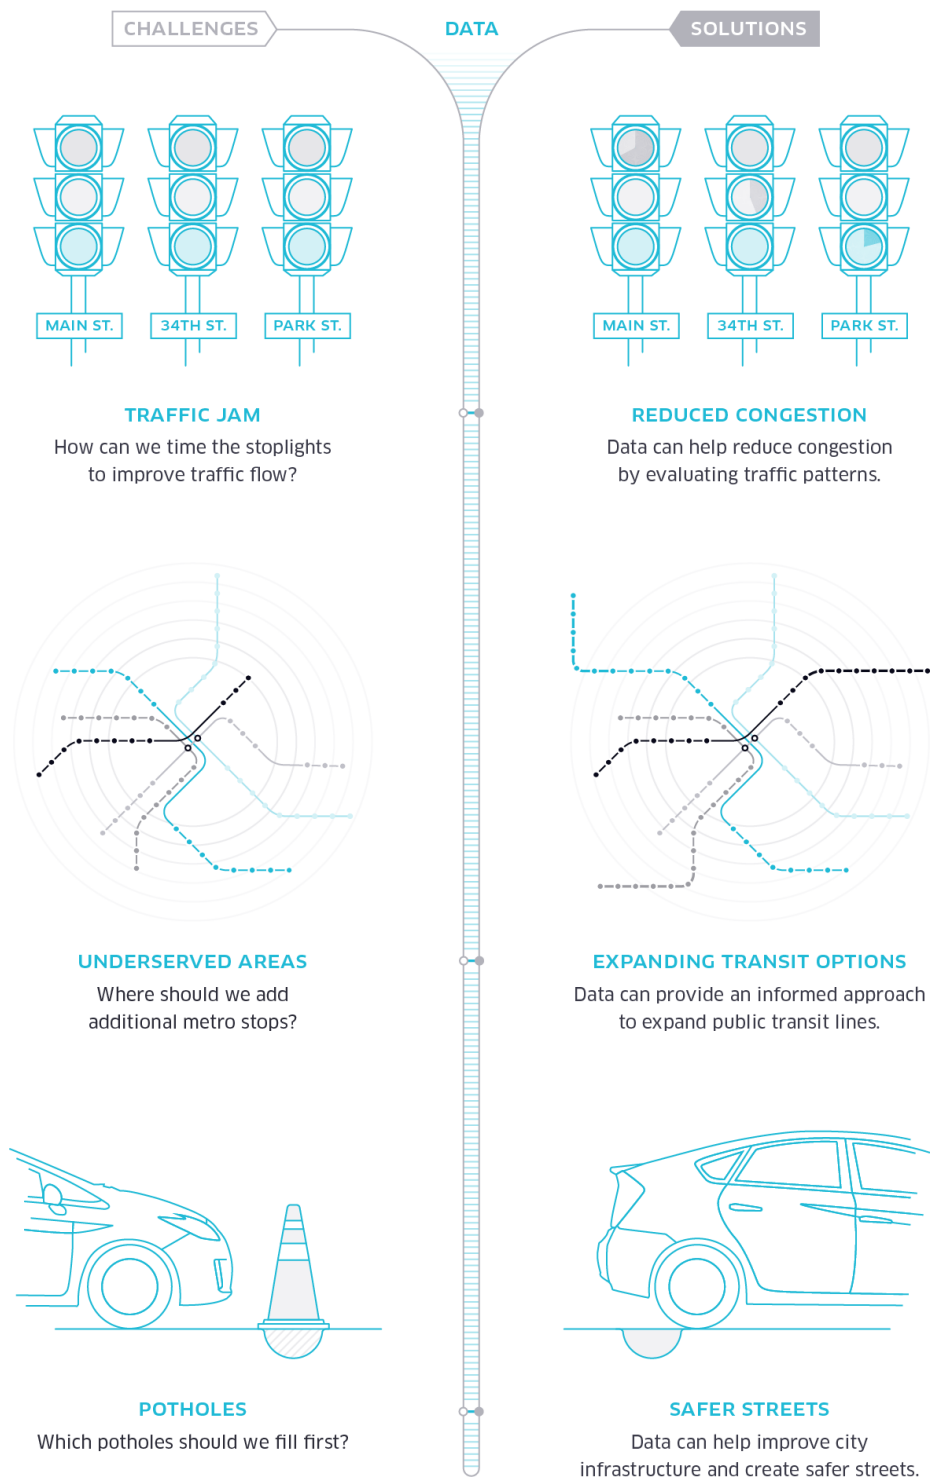 CHALLENGES
DATA
SOLUTIONS
MAIN ST.
34TH ST.
PARK ST.
MAIN ST.
34TH ST.
PARK ST.
TRAFFIC JAM
How can we time the stoplights
to improve traffic flow?
REDUCED CONGESTION
Data can help reduce congestion
by evaluating traffic patterns.
UNDERSERVED AREAS
Where should we add
additional metro stops?
EXPANDING TRANSIT OPTIONS
Data can provide an informed approach
to expand public transit lines.
POTHOLES
Which potholes should we fill first?
SAFER STREETS
Data can help improve city
infrastructure and create safer streets.